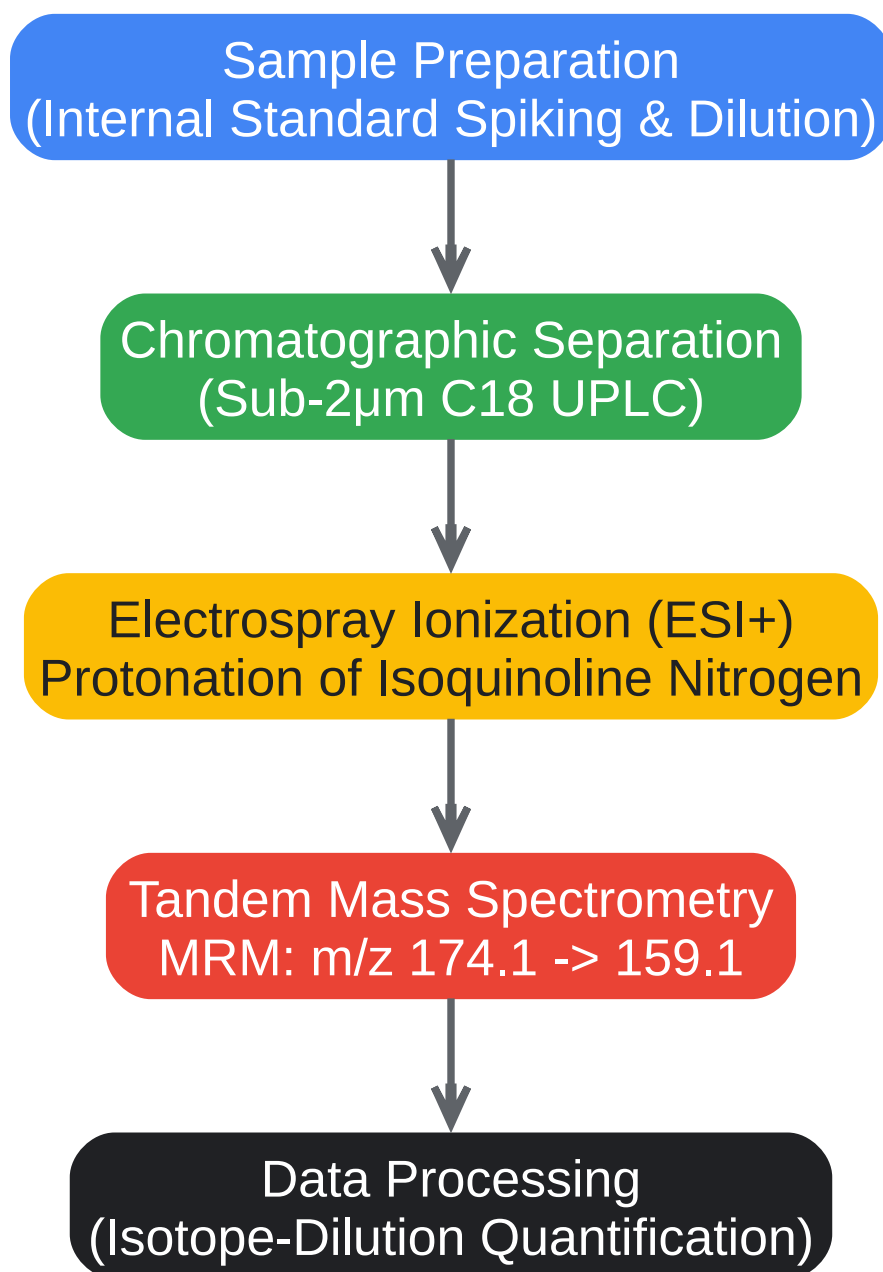 Sample Preparation
(Internal Standard Spiking & Dilution)
Chromatographic Separation
(Sub-2μm C18 UPLC)
Electrospray Ionization (ESI+)
Protonation of Isoquinoline Nitrogen
Tandem Mass Spectrometry
MRM: m/z 174.1 -> 159.1
Data Processing
(Isotope-Dilution Quantification)